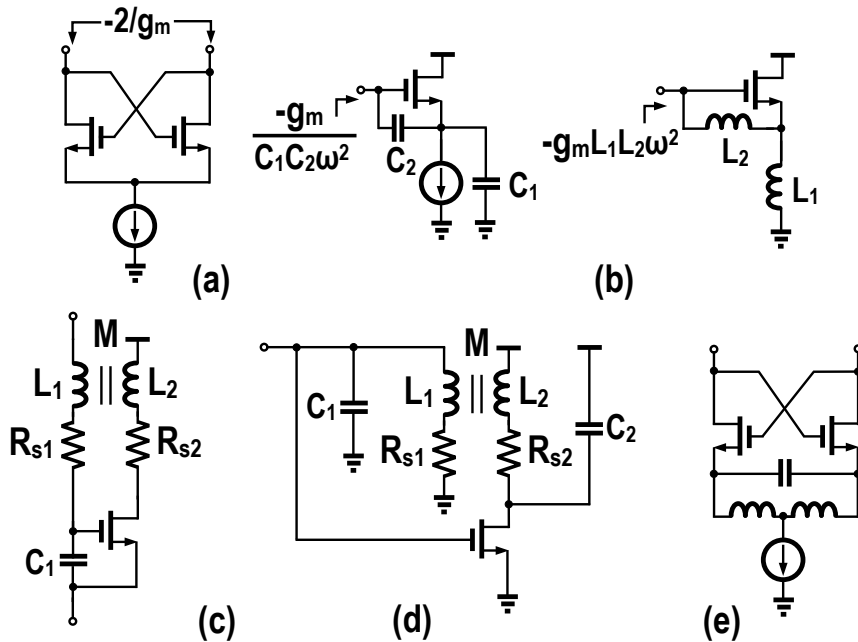 -2/gm
-gm
C1C2ω²
C2
C1
-gmL1L2ω²
L2
L1
(a)
(b)
M
L1
L2
Rs1
Rs2
C1
(c)
M
C1
L1
L2
C2
Rs1
Rs2
(d)
(e)